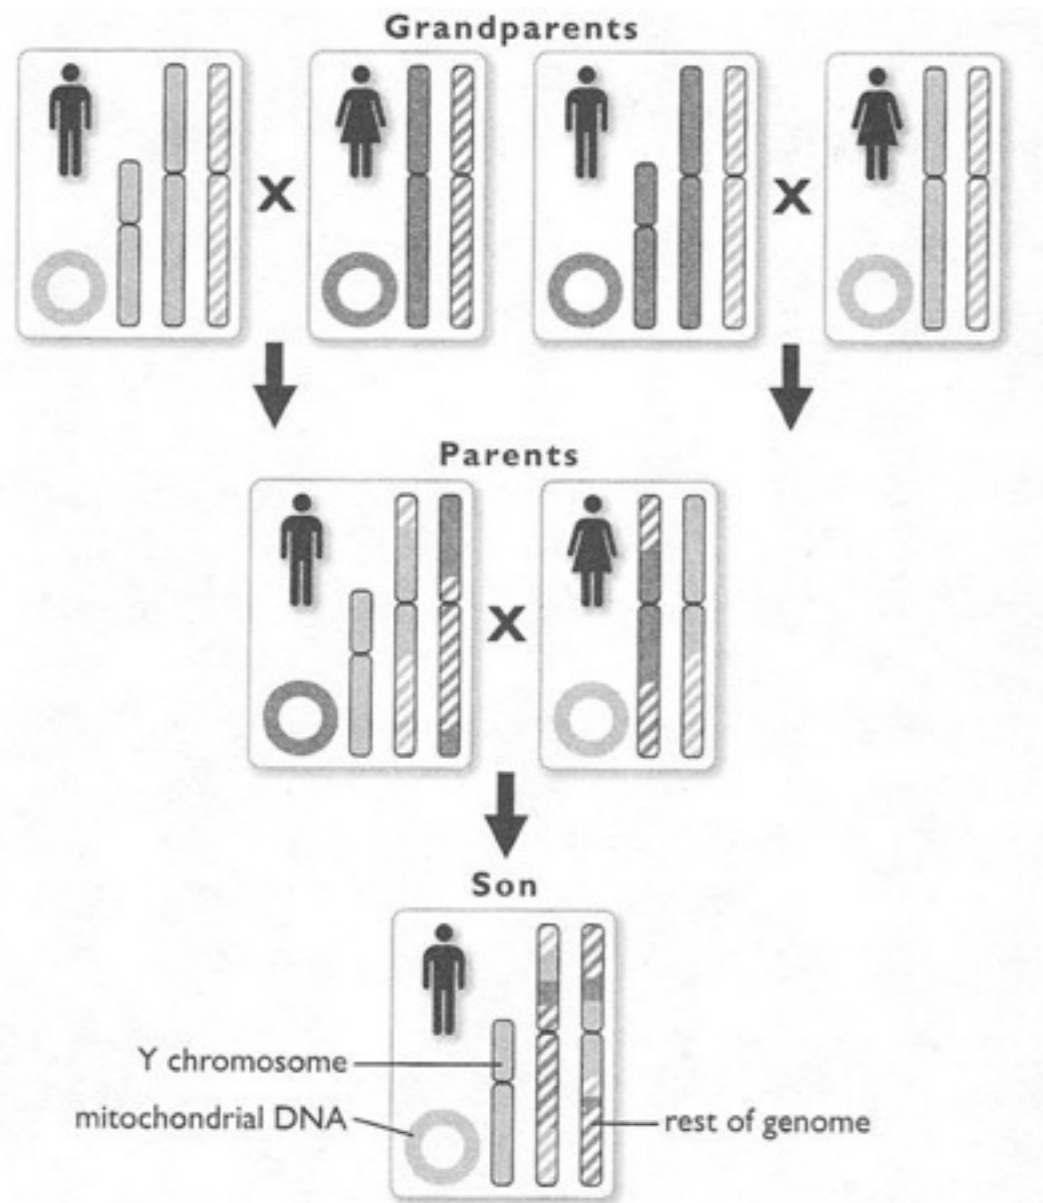 Grandparents
X
X
Parents
X
Son
Y chromosome
mitochondrial DNA
rest of genome